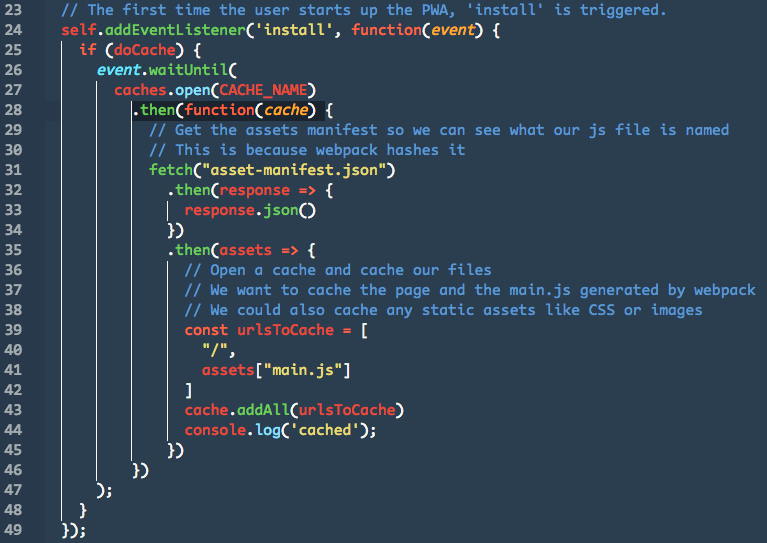 23 // The first time the user starts up the PWA, 'install' is triggered.
24 self.addEventListener('install', function(event) {
25   if (doCache) {
26     event.waitUntil(
27       caches.open(CACHE_NAME)
28         .then(function(cache) {
29           // Get the assets manifest so we can see what our js file is named
30           // This is because webpack hashes it
31           fetch("asset-manifest.json")
32             .then(response => {
33               response.json()
34             })
35             .then(assets => {
36               // Open a cache and cache our files
37               // We want to cache the page and the main.js generated by webpack
38               // We could also cache any static assets like CSS or images
39               const urlsToCache = [
40                 "/",
41                 assets["main.js"]
42               ]
43               cache.addAll(urlsToCache)
44               console.log('cached');
45             })
46         })
47     );
48   }
49 });